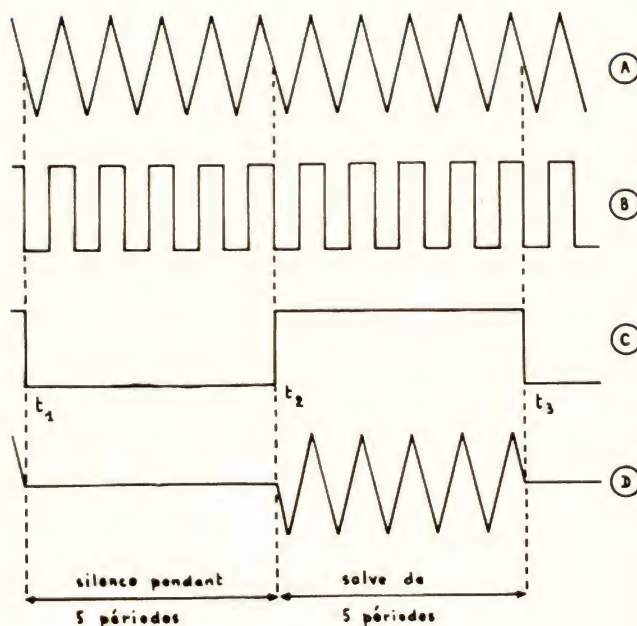 A
B
C
t1 t2 t3
D
silence pendant salve de
5 périodes 5 périodes